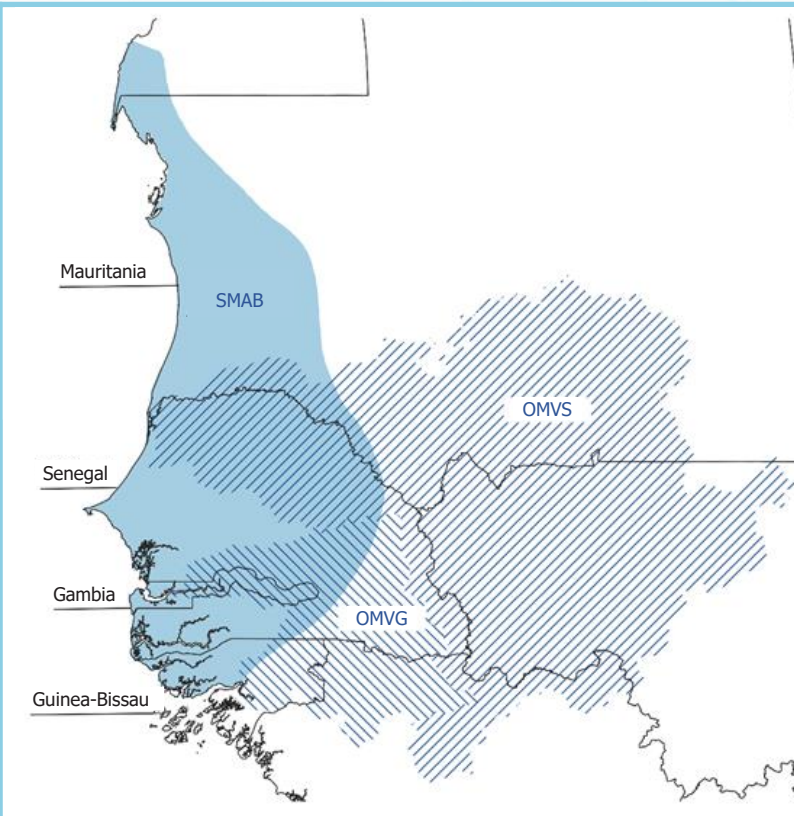 Mauritania
SMAB
OMVS
Senegal
Gambia
OMVG
Guinea-Bissau